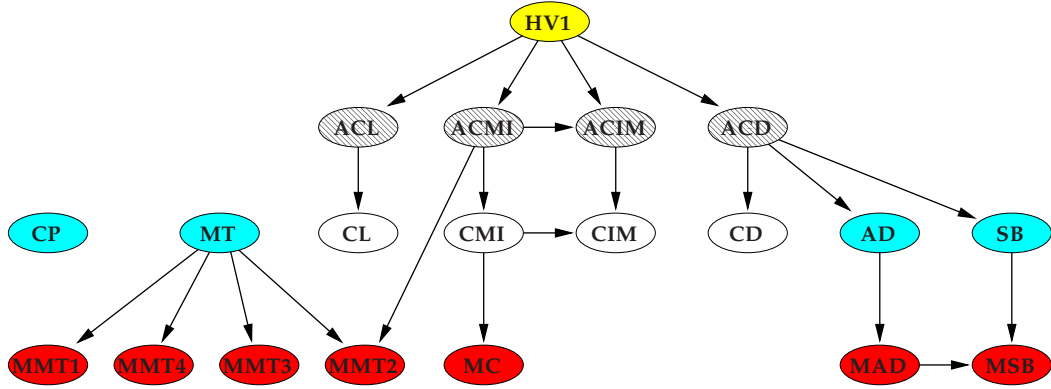 HV1
ACL ACMI ACIM ACD
CP MT CL CMI CIM CD AD SB
MMT1 MMT4 MMT3 MMT2 MC MAD MSB